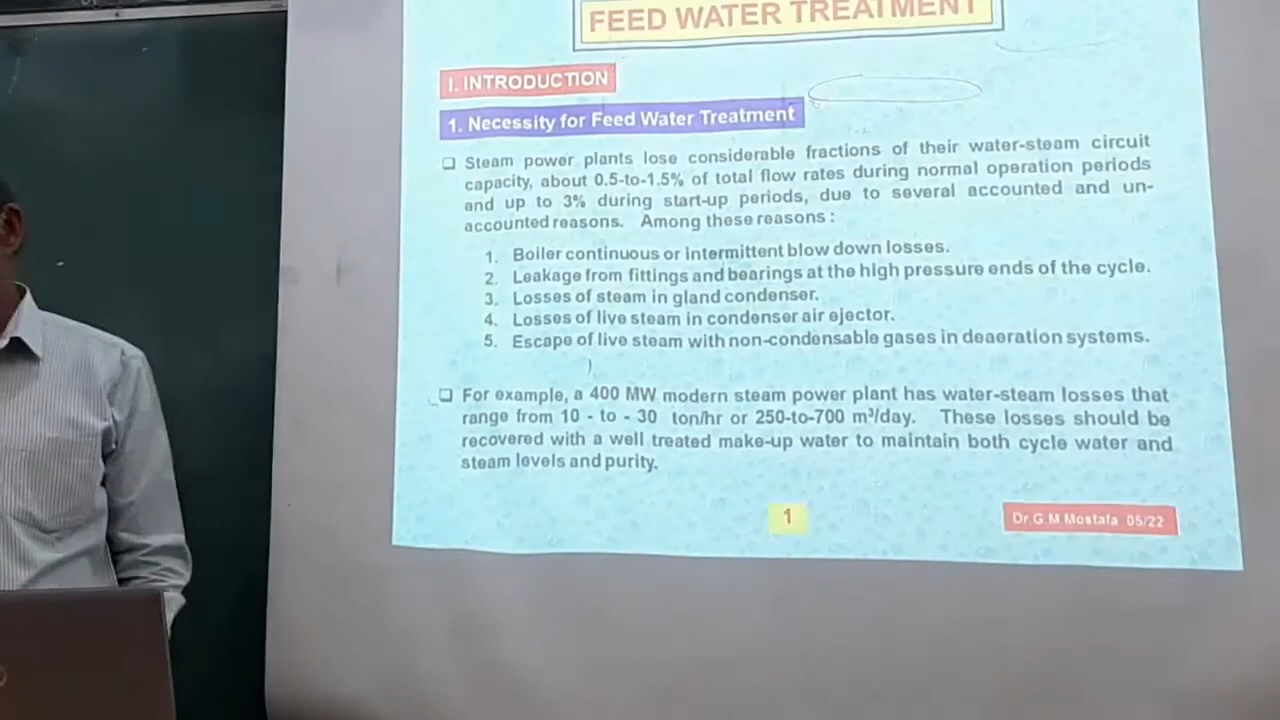 FEED WATER TREATMENT
I. INTRODUCTION
1. Necessity for Feed Water Treatment
❑ Steam power plants lose considerable fractions of their water-steam circuit
capacity, about 0.5-to-1.5% of total flow rates during normal operation periods
and up to 3% during start-up periods, due to several accounted and un-
accounted reasons. Among these reasons :
1. Boiler continuous or intermittent blow down losses.
2. Leakage from fittings and bearings at the high pressure ends of the cycle.
3. Losses of steam in gland condenser.
4. Losses of live steam in condenser air ejector.
5. Escape of live steam with non-condensable gases in deaeration systems.
❑ For example, a 400 MW modern steam power plant has water-steam losses that
range from 10 - to - 30 ton/hr or 250-to-700 m³/day. These losses should be
recovered with a well treated make-up water to maintain both cycle water and
steam levels and purity.
1
Dr.G.M Mostafa 05/22